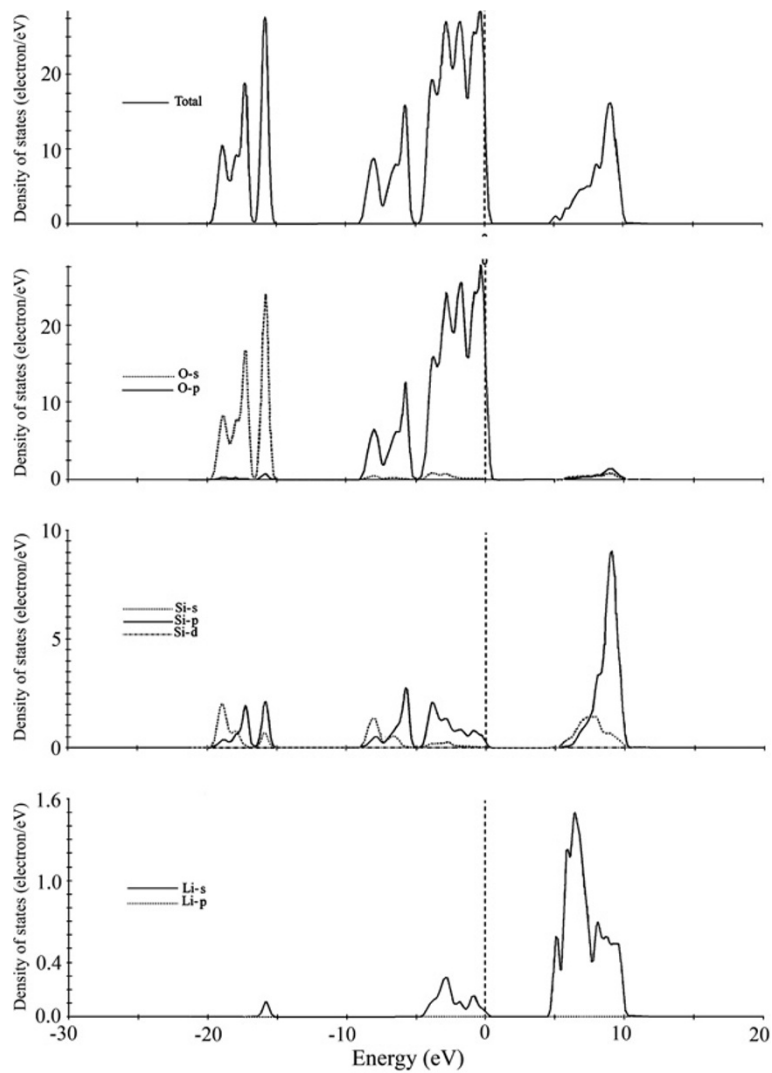 Density of states (electron/eV)
20
10
0
Total
Density of states (electron/eV)
20
10
0
O-s
O-p
Density of states (electron/eV)
10
5
0
Si-s
Si-p
Si-d
Density of states (electron/eV)
1.6
1.0
0.4
0.0
Li-s
Li-p
-30 -20 -10 0 10 20
Energy (eV)